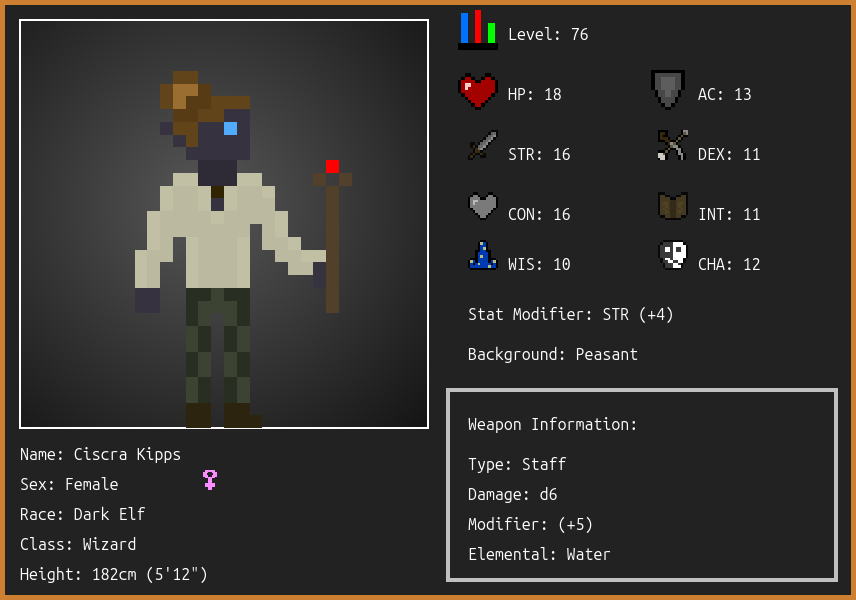 Level: 76
HP: 18
AC: 13
STR: 16
DEX: 11
CON: 16
INT: 11
WIS: 10
CHA: 12
Stat Modifier: STR (+4)
Background: Peasant
Weapon Information:
Type: Staff
Damage: d6
Modifier: (+5)
Elemental: Water
Name: Ciscra Kipps
Sex: Female
Race: Dark Elf
Class: Wizard
Height: 182cm (5'12")